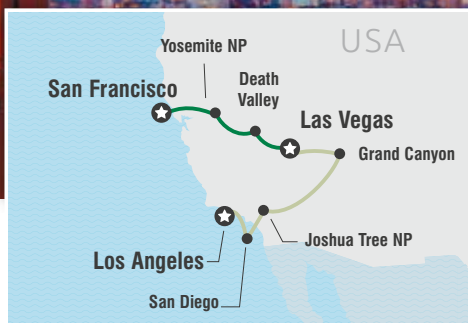 USA
Yosemite NP
San Francisco
Death
Valley
Las Vegas
Grand Canyon
Joshua Tree NP
Los Angeles
San Diego